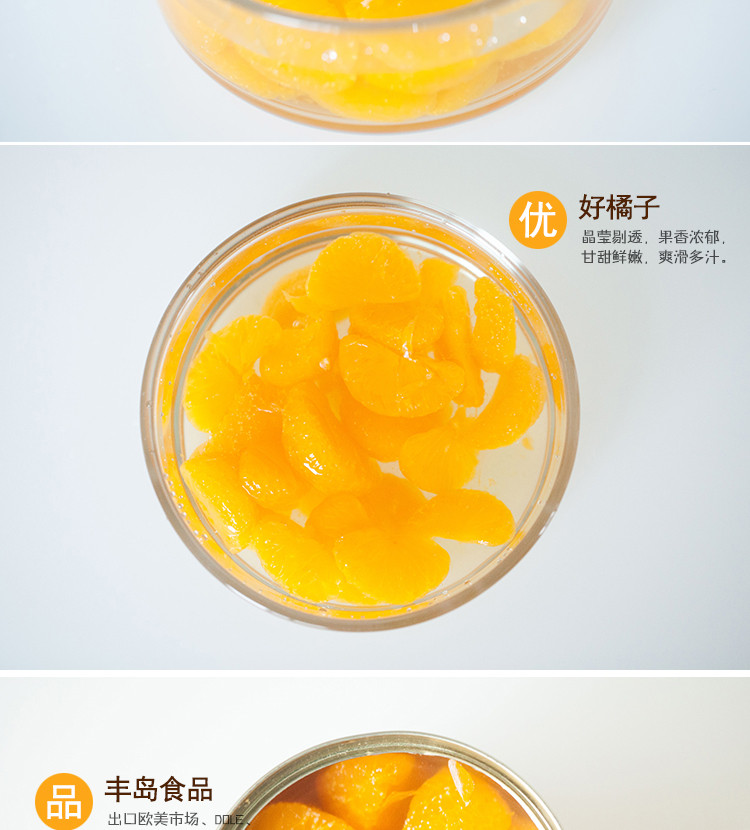 优
好橘子
晶莹剔透，果香浓郁，
甘甜鲜嫩，爽滑多汁。
品
丰岛食品
出口欧美市场、DOLE、